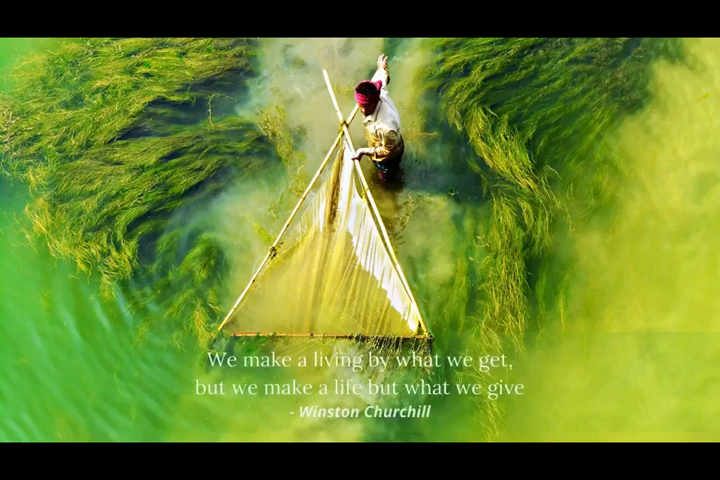 We make a living by what we get,
but we make a life but what we give
- Winston Churchill